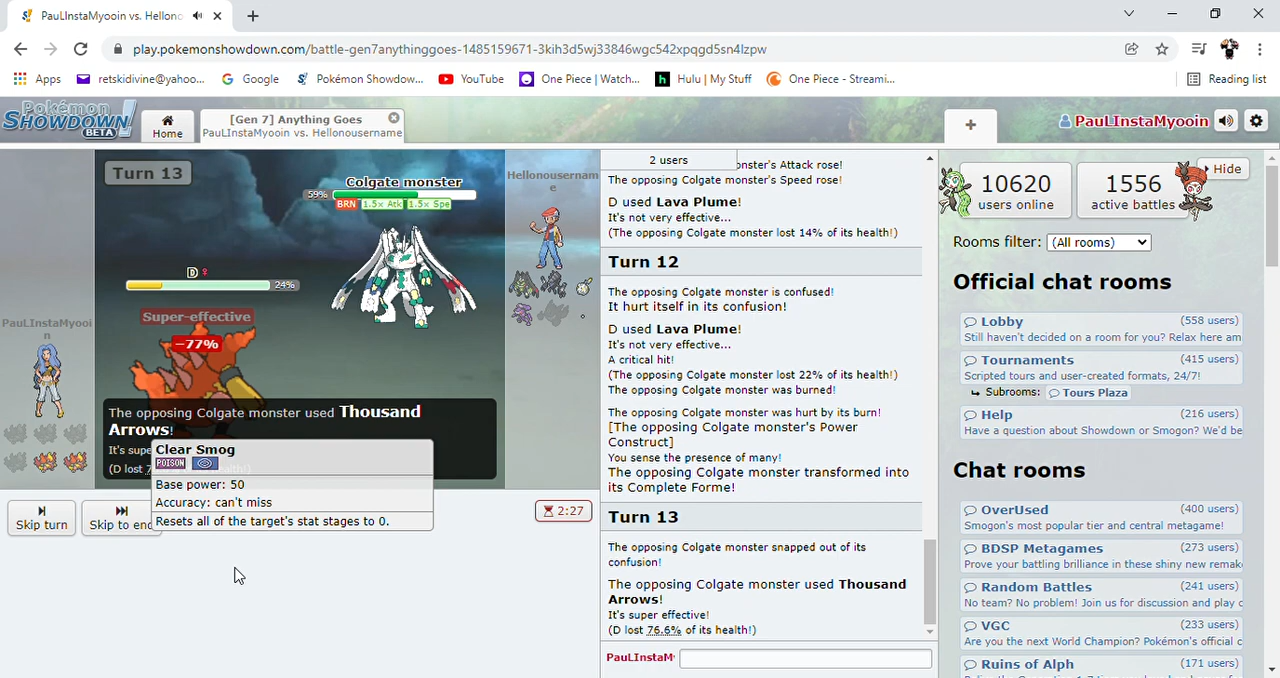 PauLInstaMyooin vs. Hellono
play.pokemonshowdown.com/battle-gen7anythinggoes-1485159671-3kih3d5wj33846wgc542xpqgd5sn4lzpw
Apps
retskidivine@yahoo...
Google
Pokémon Showdow...
YouTube
One Piece | Watch...
Hulu | My Stuff
One Piece - Streami...
Reading list
Pokémon
SHOWDOWN!
BETA
Home
[Gen 7] Anything Goes
PauLInstaMyooin vs. Hellonousername
+
PauLInstaMyooin
Turn 13
Colgate monster
59%
BRN 1.5× Atk 1.5× Spe
D ♀
24%
Super-effective
−77%
PauLInstaMyooi
n
Hellonousernam
e
The opposing Colgate monster used Thousand
Arrows!
It's supe
(D lost 7
Clear Smog
POISON
Base power: 50
Accuracy: can't miss
Resets all of the target's stat stages to 0.
Skip turn
Skip to end
2:27
2 users
onster's Attack rose!
The opposing Colgate monster's Speed rose!
D used Lava Plume!
It's not very effective...
(The opposing Colgate monster lost 14% of its health!)
Turn 12
The opposing Colgate monster is confused!
It hurt itself in its confusion!
D used Lava Plume!
It's not very effective...
A critical hit!
(The opposing Colgate monster lost 22% of its health!)
The opposing Colgate monster was burned!
The opposing Colgate monster was hurt by its burn!
[The opposing Colgate monster's Power
Construct]
You sense the presence of many!
The opposing Colgate monster transformed into
its Complete Forme!
Turn 13
The opposing Colgate monster snapped out of its
confusion!
The opposing Colgate monster used Thousand
Arrows!
It's super effective!
(D lost 76.6% of its health!)
PauLInstaM
10620
users online
1556
active battles
Hide
Rooms filter: (All rooms)
Official chat rooms
Lobby (558 users)
Still haven't decided on a room for you? Relax here am
Tournaments (415 users)
Scripted tours and user-created formats, 24/7!
Subrooms: Tours Plaza
Help (216 users)
Have a question about Showdown or Smogon? We'd be
Chat rooms
OverUsed (400 users)
Smogon's most popular tier and central metagame!
BDSP Metagames (273 users)
Prove your battling brilliance in these shiny new remak
Random Battles (241 users)
No team? No problem! Join us for discussion and play c
VGC (233 users)
Are you the next World Champion? Pokémon's official c
Ruins of Alph (171 users)